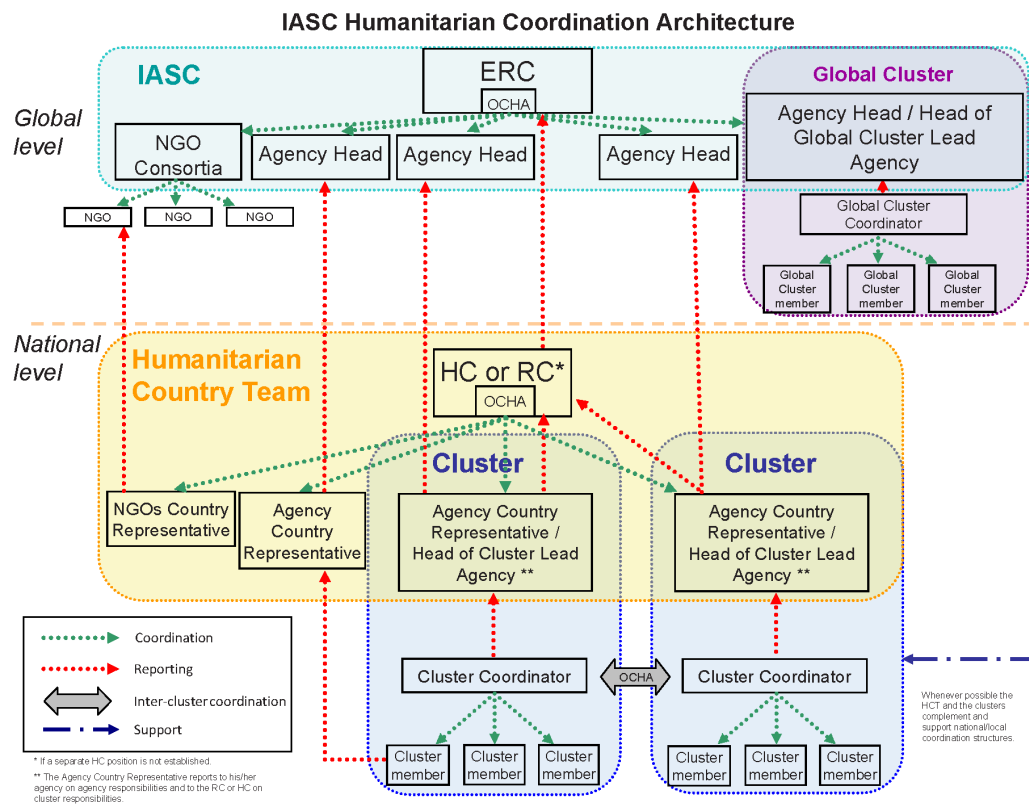 IASC Humanitarian Coordination Architecture
IASC
ERC
OCHA
Global Cluster
Global
level
NGO
Consortia
Agency Head
Agency Head
Agency Head
Agency Head / Head of
Global Cluster Lead
Agency
NGO
NGO
NGO
Global Cluster
Coordinator
Global
Cluster
member
Global
Cluster
member
Global
Cluster
member
National
level
Humanitarian
Country Team
HC or RC*
OCHA
Cluster
Cluster
NGOs Country
Representative
Agency
Country
Representative
Agency Country
Representative /
Head of Cluster Lead
Agency **
Agency Country
Representative /
Head of Cluster Lead
Agency **
Cluster Coordinator
OCHA
Cluster Coordinator
Cluster
member
Cluster
member
Cluster
member
Cluster
member
Cluster
member
Cluster
member
Coordination
Reporting
Inter-cluster coordination
Support
Whenever possible the
HCT and the clusters
complement and
support national/local
coordination structures.
* If a separate HC position is not established.
** The Agency Country Representative reports to his/her
agency on agency responsibilities and to the RC or HC on
cluster responsibilities.